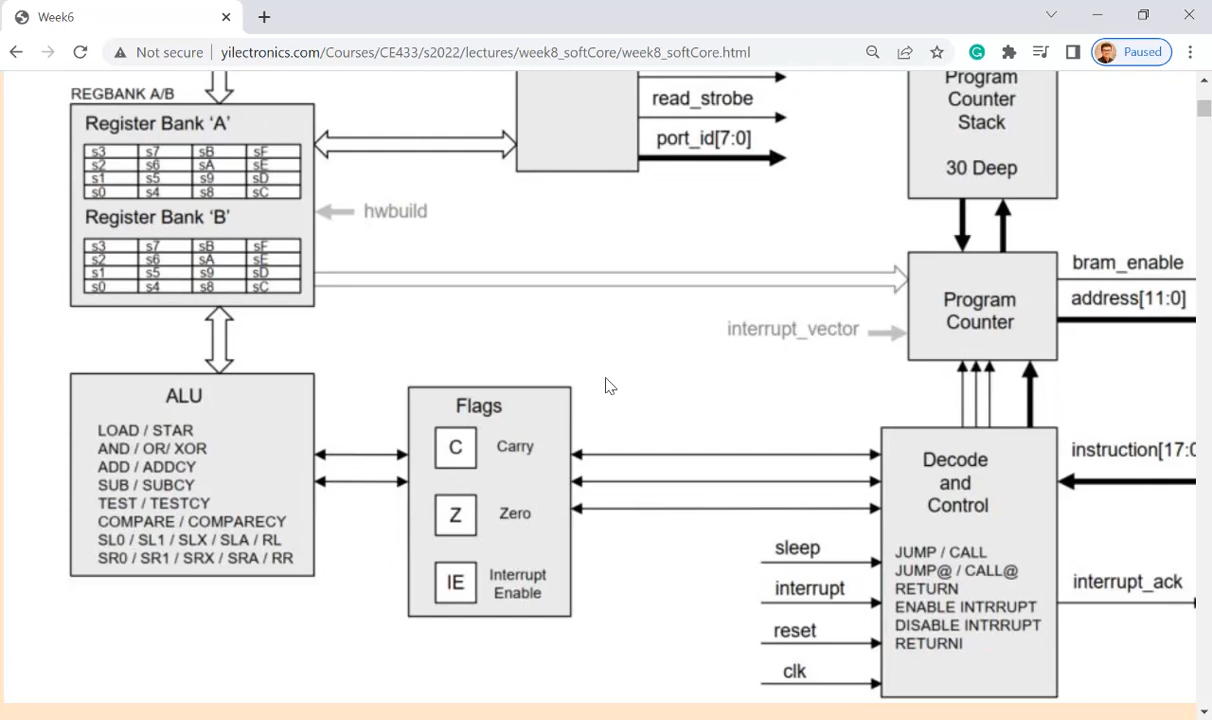 Week6
Not secure
yilectronics.com/Courses/CE433/s2022/lectures/week8_softCore/week8_softCore.html
Paused
REGBANK A/B
Register Bank 'A'
s3 s7 sB sF
s2 s6 sA sE
s1 s5 s9 sD
s0 s4 s8 sC
Register Bank 'B'
s3 s7 sB sF
s2 s6 sA sE
s1 s5 s9 sD
s0 s4 s8 sC
hwbuild
read_strobe
port_id[7:0]
Program
Counter
Stack
30 Deep
Program
Counter
bram_enable
address[11:0]
interrupt_vector
ALU
LOAD / STAR
AND / OR/ XOR
ADD / ADDCY
SUB / SUBCY
TEST / TESTCY
COMPARE / COMPARECY
SL0 / SL1 / SLX / SLA / RL
SR0 / SR1 / SRX / SRA / RR
Flags
C Carry
Z Zero
IE Interrupt
Enable
Decode
and
Control
JUMP / CALL
JUMP@ / CALL@
RETURN
ENABLE INTRRUPT
DISABLE INTRRUPT
RETURNI
sleep
interrupt
reset
clk
instruction[17:0
interrupt_ack